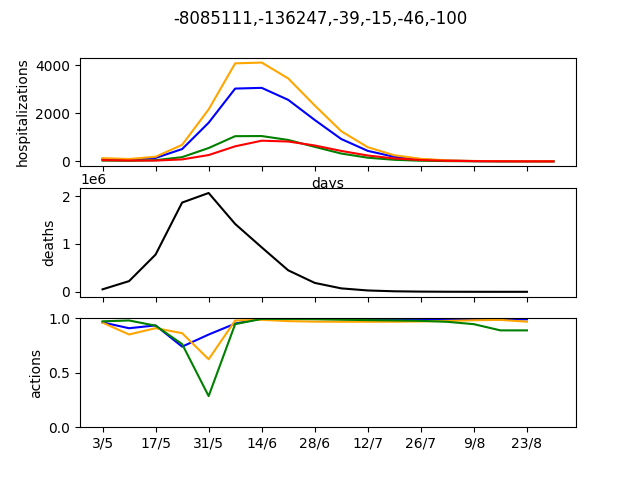 -8085111,-136247,-39,-15,-46,-100
4000
2000
0
hospitalizations
days
1e6
2
1
0
deaths
1.0
0.5
0.0
actions
3/5 17/5 31/5 14/6 28/6 12/7 26/7 9/8 23/8